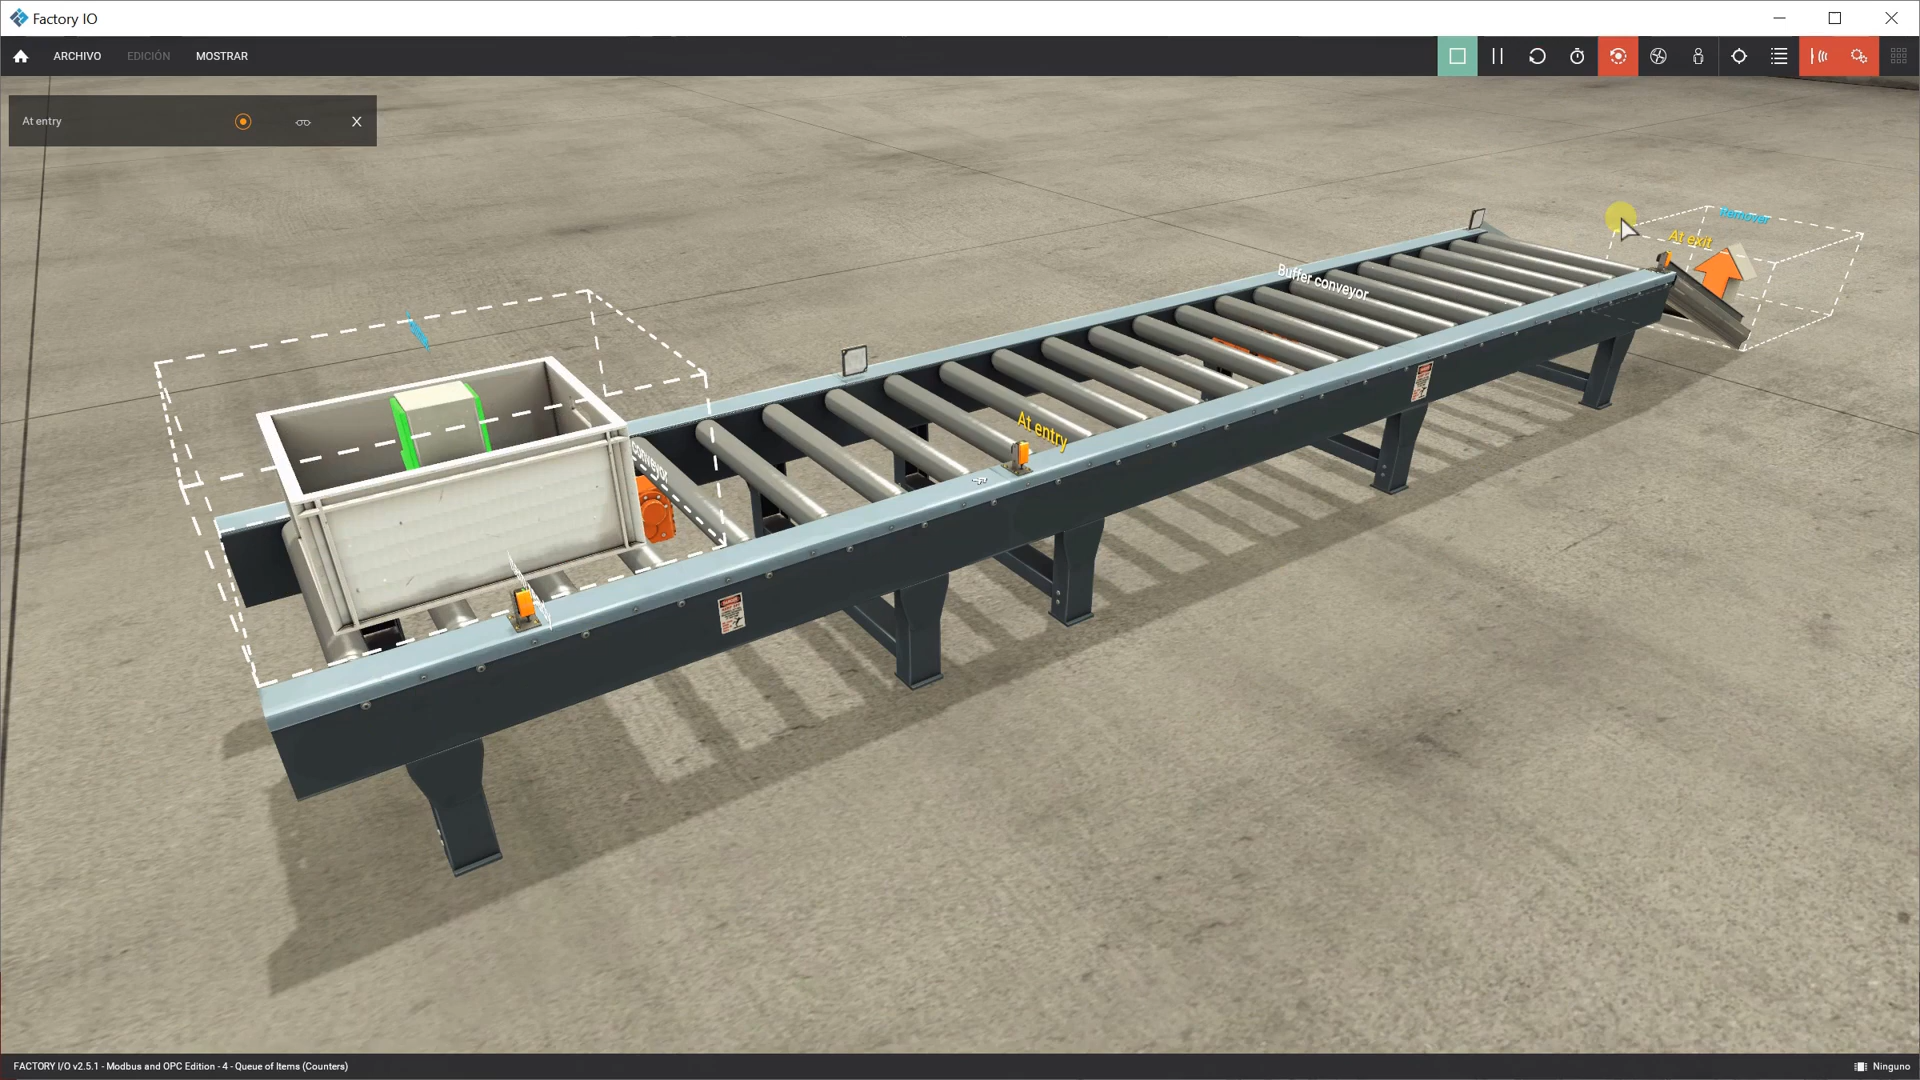 Factory IO
ARCHIVO EDICIÓN MOSTRAR
At entry X
Remover
At exit
Buffer conveyor
At entry
conveyor
FACTORY I/O v2.5.1 - Modbus and OPC Edition - 4 - Queue of Items (Counters)
Ninguno